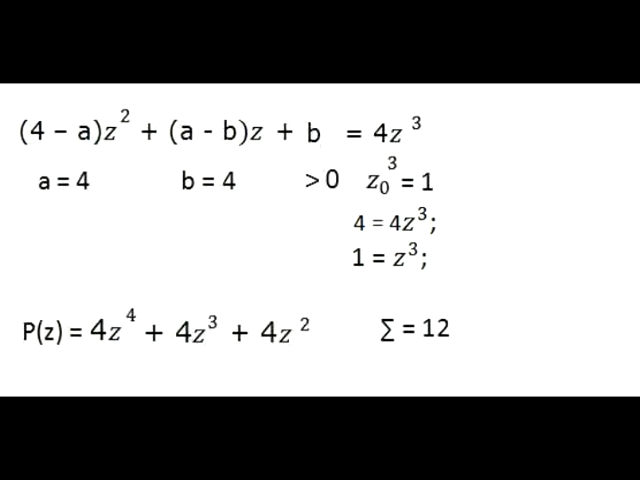 (4 – a)z² + (a - b)z + b = 4z³
a = 4 b = 4 > 0 z₀³ = 1
4 = 4z³;
1 = z³;
P(z) = 4z⁴ + 4z³ + 4z² ∑ = 12